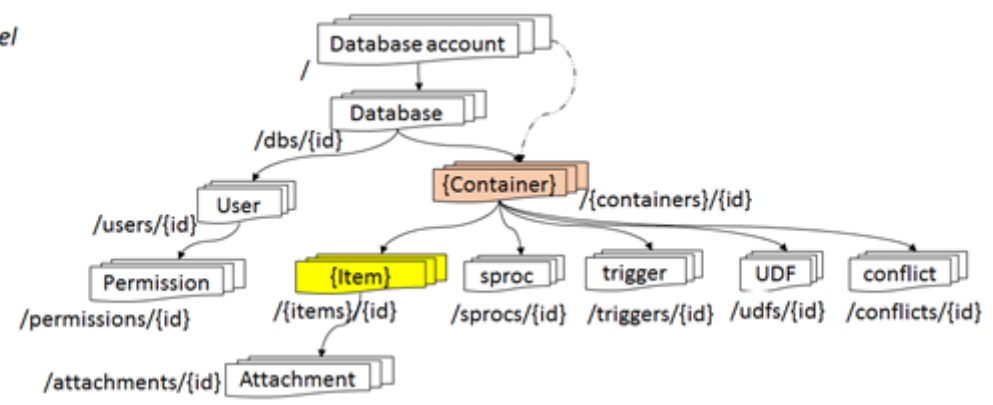 el
Database account
/
Database
/dbs/{id}
{Container}
/{containers}/{id}
User
/users/{id}
Permission
/permissions/{id}
{Item}
/{items}/{id}
sproc
/sprocs/{id}
trigger
/triggers/{id}
UDF
/udfs/{id}
conflict
/conflicts/{id}
/attachments/{id}
Attachment